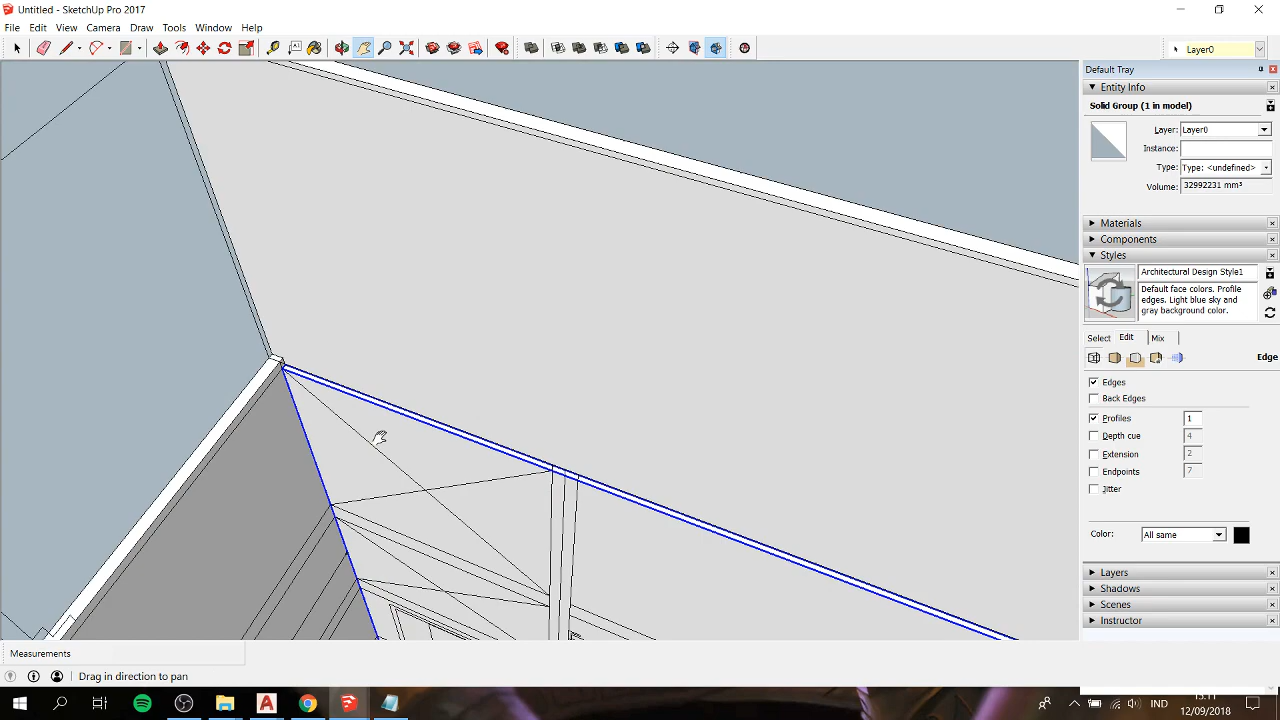 Untitled - SketchUp Pro 2017
File Edit View Camera Draw Tools Window Help
Layer0
Default Tray
Entity Info
Solid Group (1 in model)
Layer: Layer0
Instance:
Type: Type: <undefined>
Volume: 32992231 mm³
Materials
Components
Styles
Architectural Design Style1
Default face colors. Profile
edges. Light blue sky and
gray background color.
Select Edit Mix
Edge
Edges
Back Edges
Profiles 1
Depth cue 4
Extension 2
Endpoints 7
Jitter
Color: All same
Layers
Shadows
Scenes
Instructor
Measurements
Drag in direction to pan
IND
15.11
12/09/2018